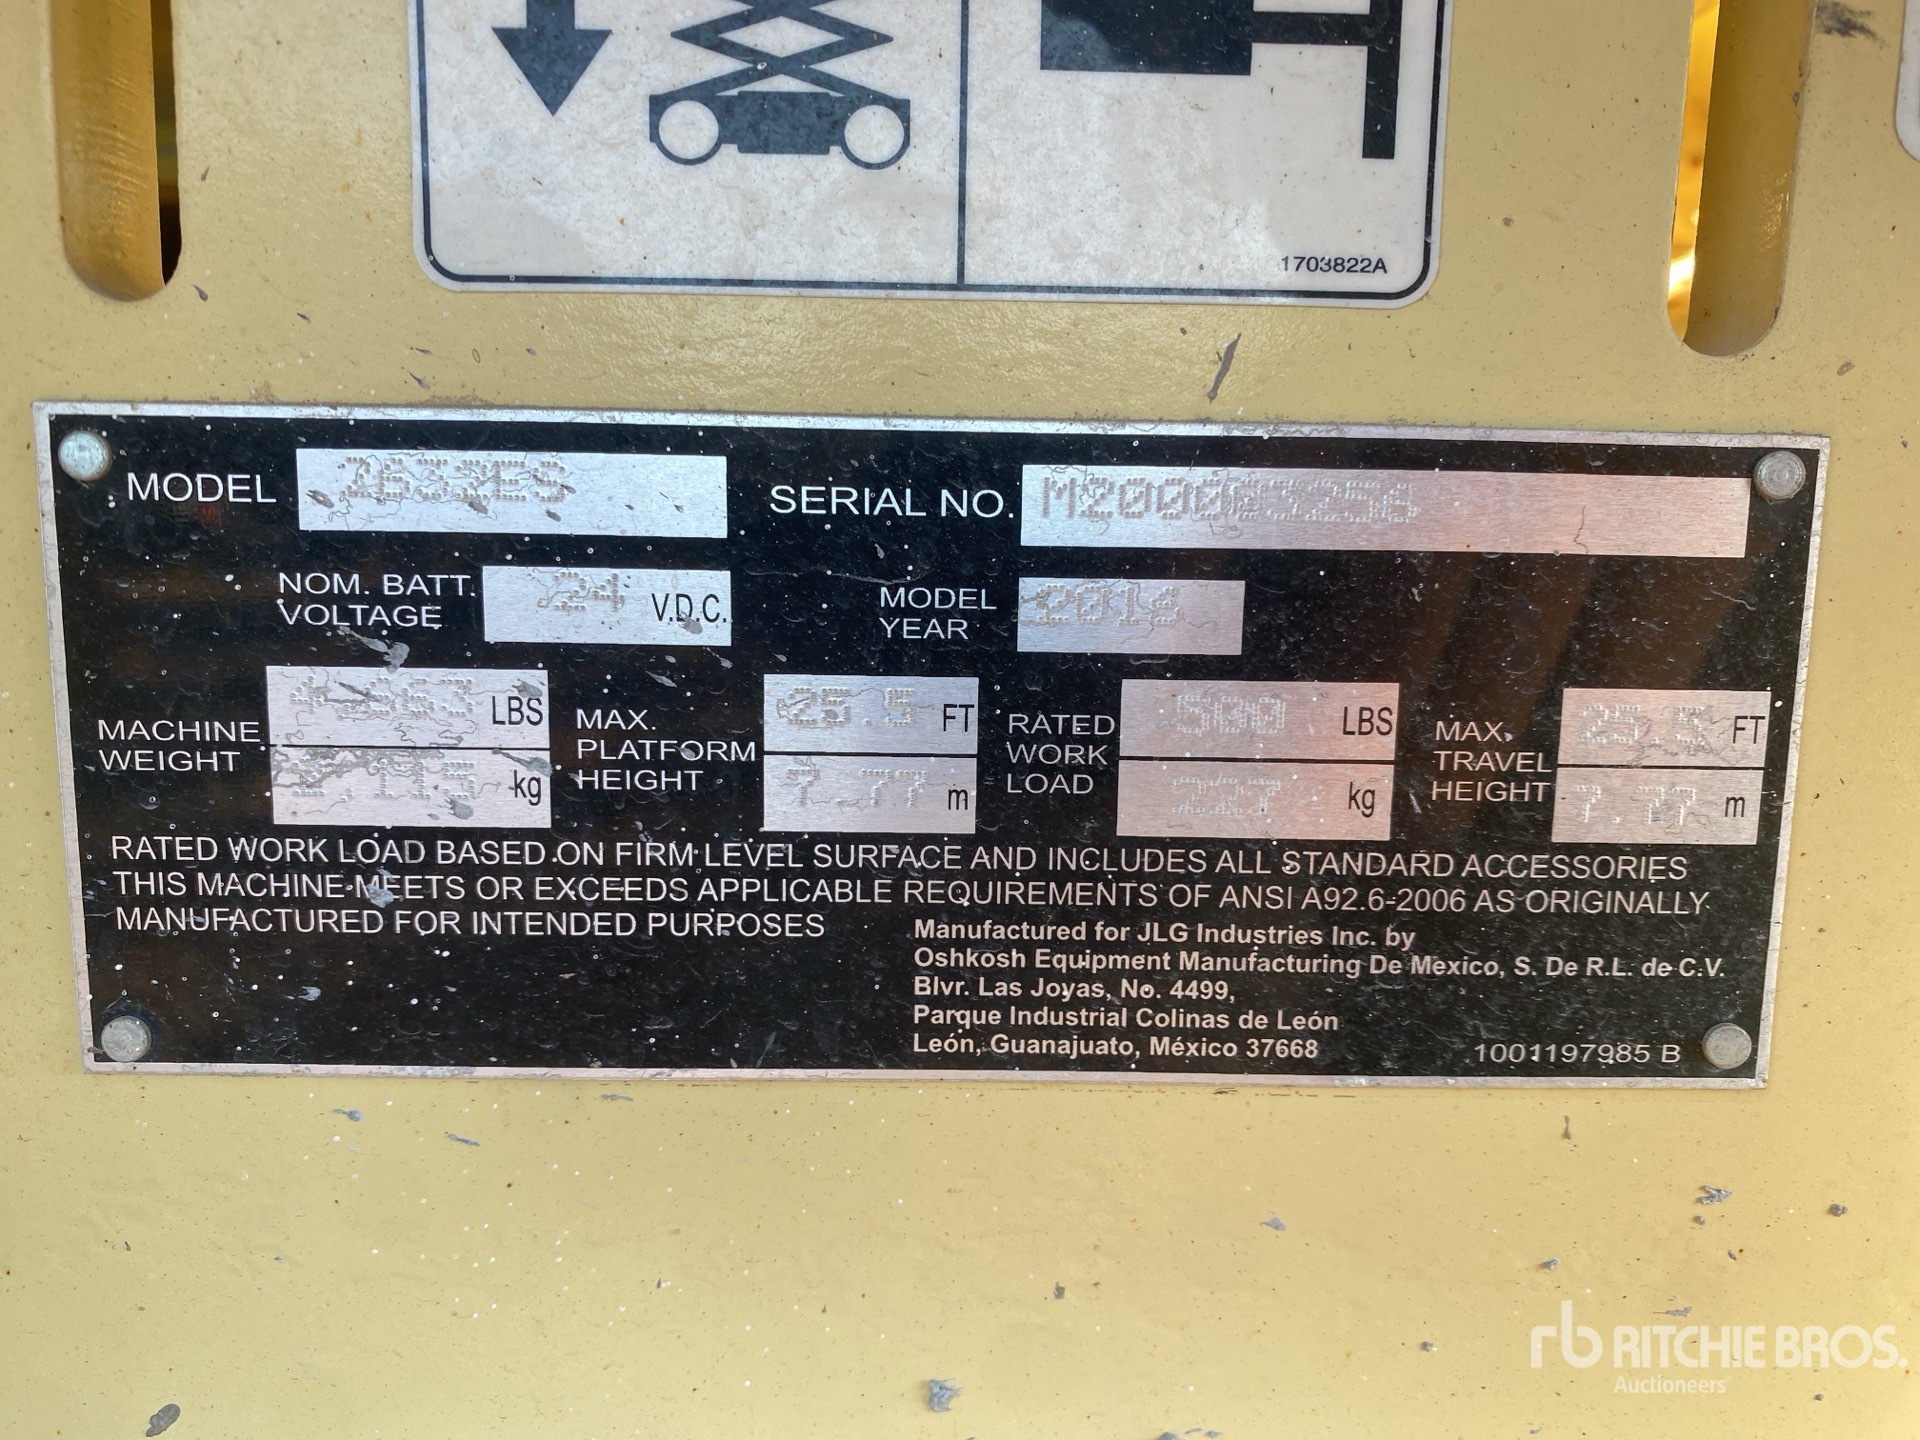 1703822A
MODEL 2632ES SERIAL NO. M200003256
NOM. BATT. VOLTAGE 24 V.D.C. MODEL YEAR 2016
MACHINE WEIGHT LBS kg
MAX. PLATFORM HEIGHT 25.5 FT 7.77 m
RATED WORK LOAD 500 LBS 227 kg
MAX. TRAVEL HEIGHT 25.5 FT 7.77 m
RATED WORK LOAD BASED ON FIRM LEVEL SURFACE AND INCLUDES ALL STANDARD ACCESSORIES
THIS MACHINE MEETS OR EXCEEDS APPLICABLE REQUIREMENTS OF ANSI A92.6-2006 AS ORIGINALLY
MANUFACTURED FOR INTENDED PURPOSES
Manufactured for JLG Industries Inc. by
Oshkosh Equipment Manufacturing De Mexico, S. De R.L. de C.V.
Blvr. Las Joyas, No. 4499,
Parque Industrial Colinas de León
León, Guanajuato, México 37668
1001197985 B
rb RITCHIE BROS.
Auctioneers